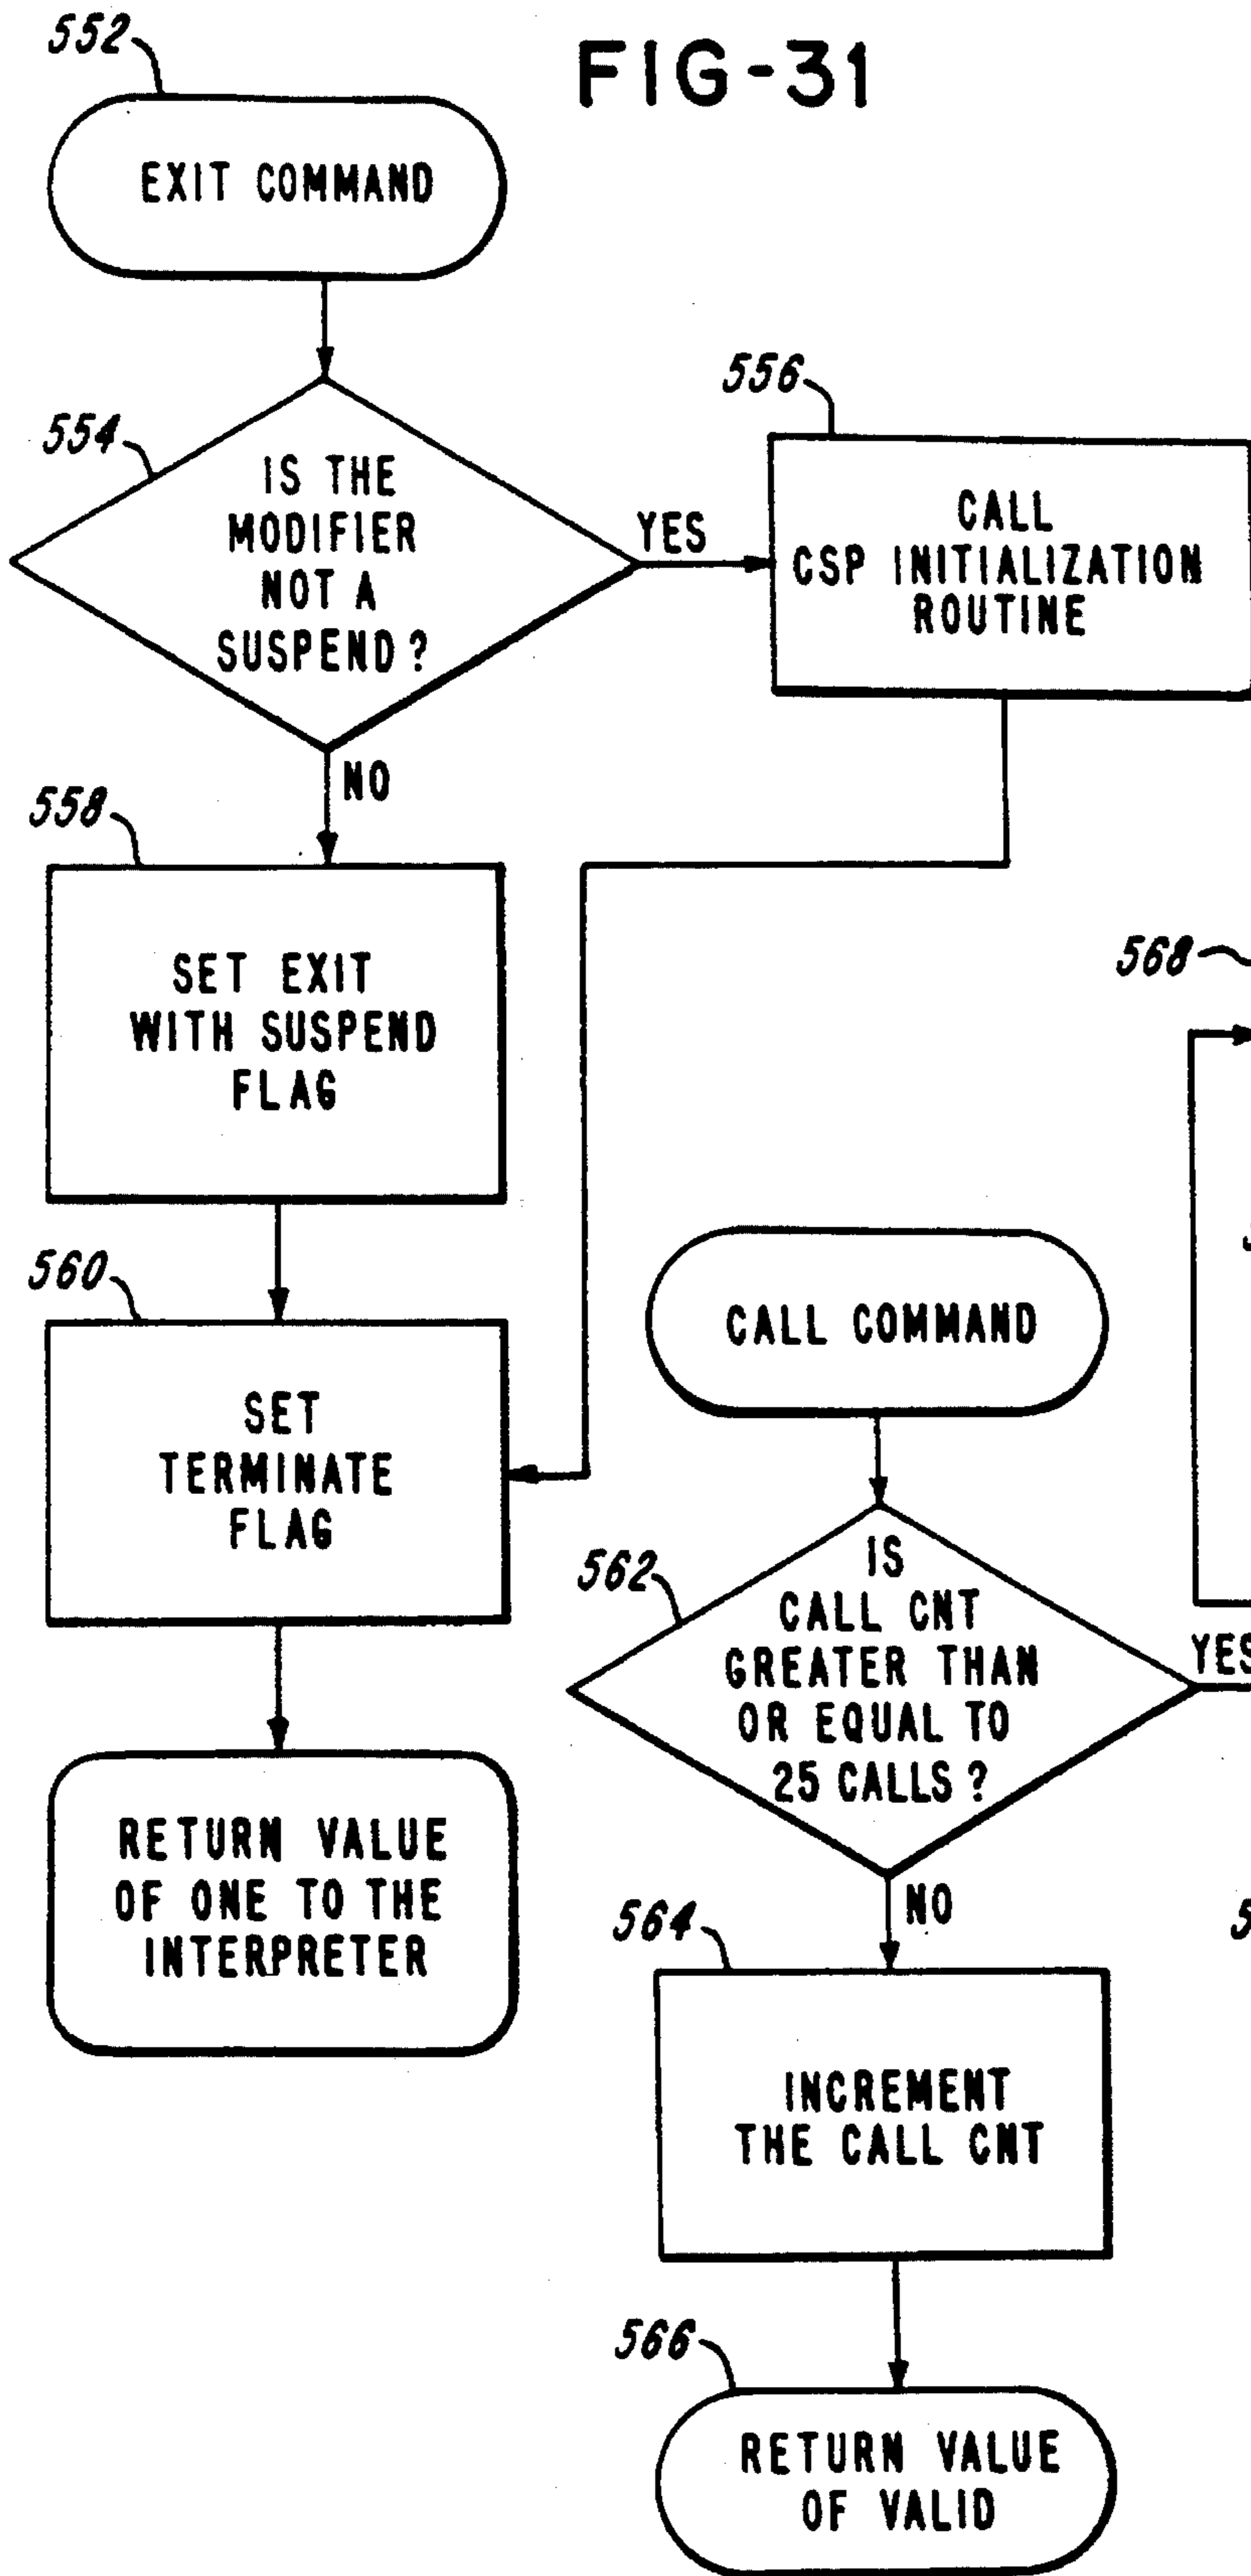 FIG-31
552
EXIT COMMAND
554
IS THE
MODIFIER
NOT A
SUSPEND?
YES
556
CALL
CSP INITIALIZATION
ROUTINE
NO
558
SET EXIT
WITH SUSPEND
FLAG
560
SET
TERMINATE
FLAG
RETURN VALUE
OF ONE TO THE
INTERPRETER
568
CALL COMMAND
562
IS
CALL CNT
GREATER THAN
OR EQUAL TO
25 CALLS?
YES
NO
564
INCREMENT
THE CALL CNT
566
RETURN VALUE
OF VALID